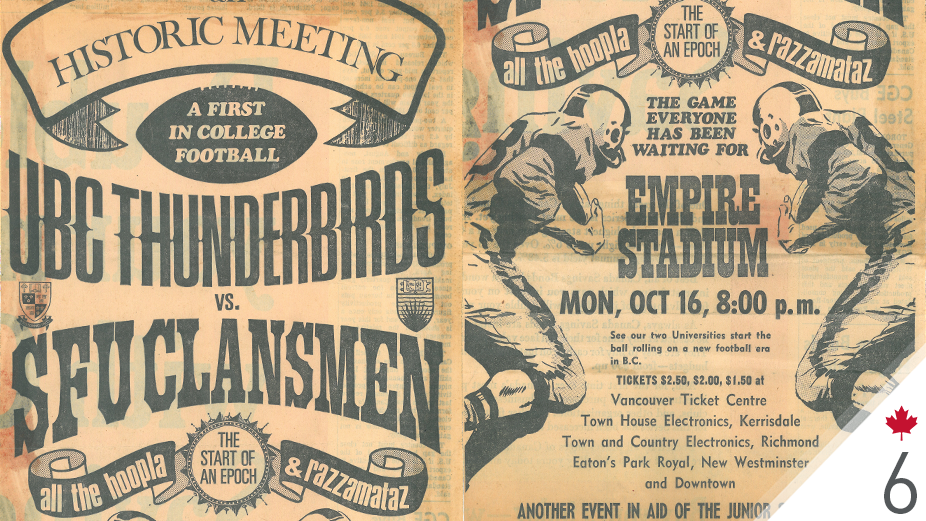 HISTORIC MEETING
A FIRST
IN COLLEGE
FOOTBALL
UBC THUNDERBIRDS
VS.
SFU CLANSMEN
THE
START OF
AN EPOCH
all the hoopla
& razzamataz
THE
START OF
AN EPOCH
all the hoopla
& razzamataz
THE GAME
EVERYONE
HAS BEEN
WAITING FOR
EMPIRE
STADIUM
MON, OCT 16, 8:00 p.m.
See our two Universities start the
ball rolling on a new football era
in B.C.
TICKETS $2.50, $2.00, $1.50 at
Vancouver Ticket Centre
Town House Electronics, Kerrisdale
Town and Country Electronics, Richmond
Eaton's Park Royal, New Westminster
and Downtown
ANOTHER EVENT IN AID OF THE JUNIOR
6